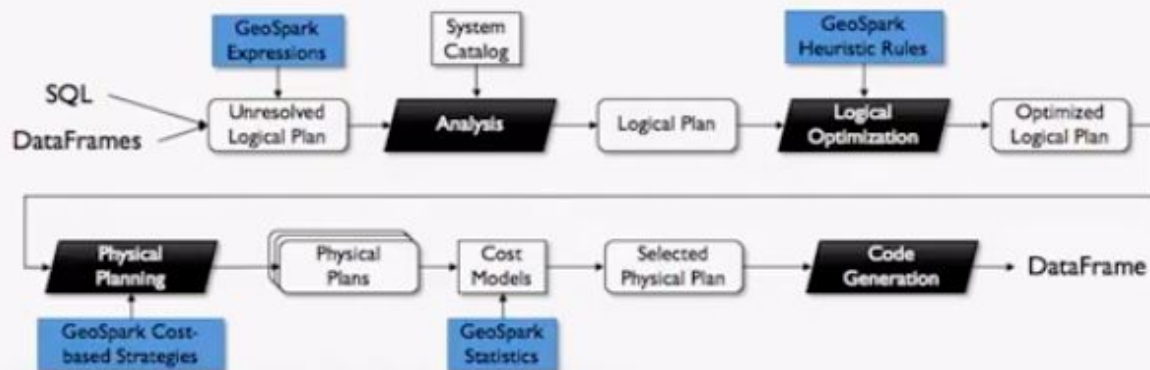 GeoSpark
Expressions
System
Catalog
GeoSpark
Heuristic Rules
SQL
DataFrames
Unresolved
Logical Plan
Analysis
Logical Plan
Logical
Optimization
Optimized
Logical Plan
Physical
Planning
Physical
Plans
Cost
Models
Selected
Physical Plan
Code
Generation
DataFrame
GeoSpark Cost-
based Strategies
GeoSpark
Statistics